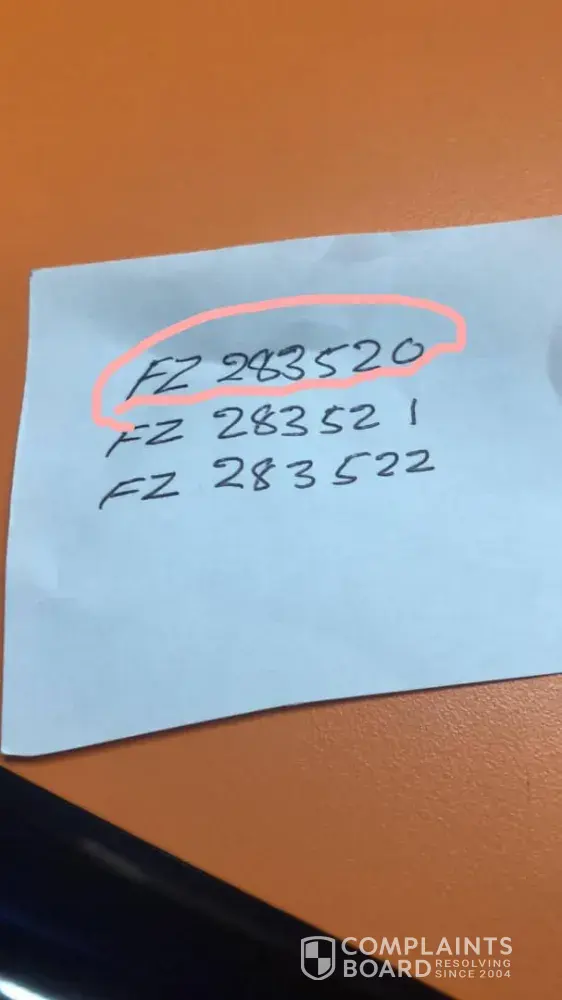 FZ 283520
FZ 283521
FZ 283522
COMPLAINTS
BOARD RESOLVING
SINCE 2004